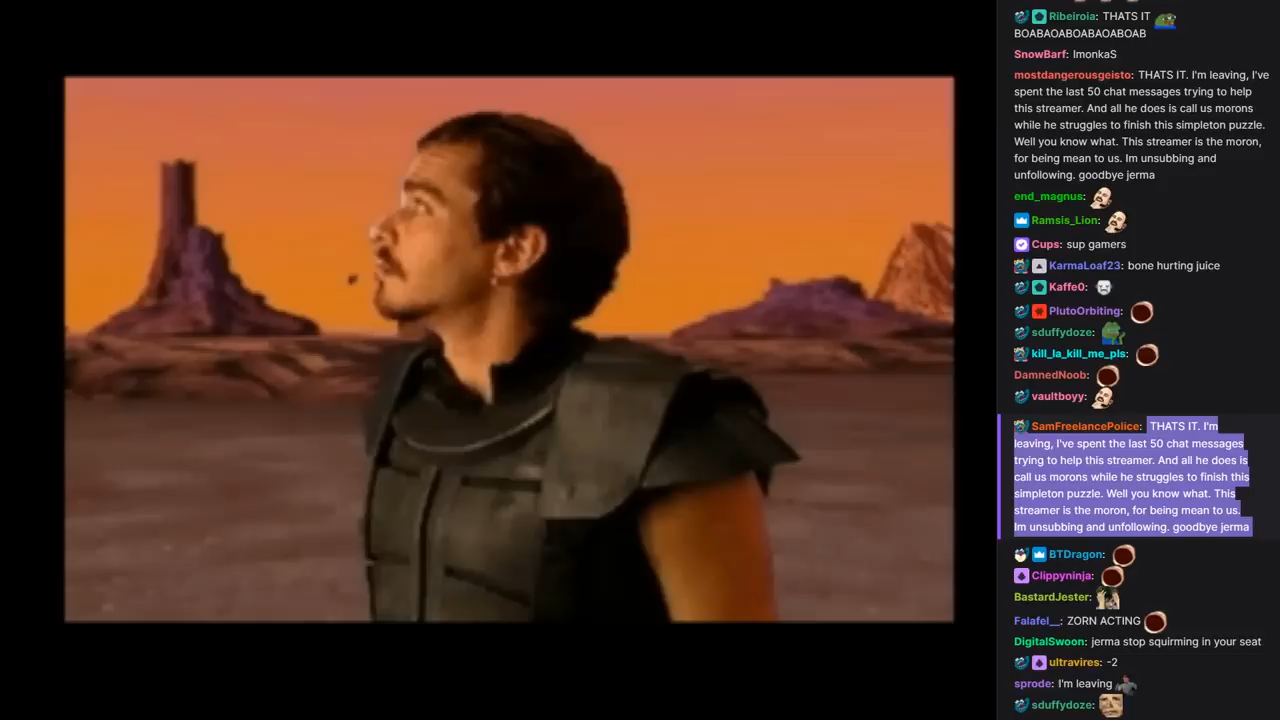 Ribeiroia: THATS IT
BOABAOABOABAOABOAB
SnowBarf: lmonkaS
mostdangerousgeisto: THATS IT. I'm leaving, I've
spent the last 50 chat messages trying to help
this streamer. And all he does is call us morons
while he struggles to finish this simpleton puzzle.
Well you know what. This streamer is the moron,
for being mean to us. Im unsubbing and
unfollowing. goodbye jerma
end_magnus:
Ramsis_Lion:
Cups: sup gamers
KarmaLoaf23: bone hurting juice
Kaffe0:
PlutoOrbiting:
sduffydoze:
kill_la_kill_me_pls:
DamnedNoob:
vaultboyy:
SamFreelancePolice: THATS IT. I'm
leaving, I've spent the last 50 chat messages
trying to help this streamer. And all he does is
call us morons while he struggles to finish this
simpleton puzzle. Well you know what. This
streamer is the moron, for being mean to us.
Im unsubbing and unfollowing. goodbye jerma
BTDragon:
Clippyninja:
BastardJester:
Falafel__: ZORN ACTING
DigitalSwoon: jerma stop squirming in your seat
ultravires: -2
sprode: I'm leaving
sduffydoze: